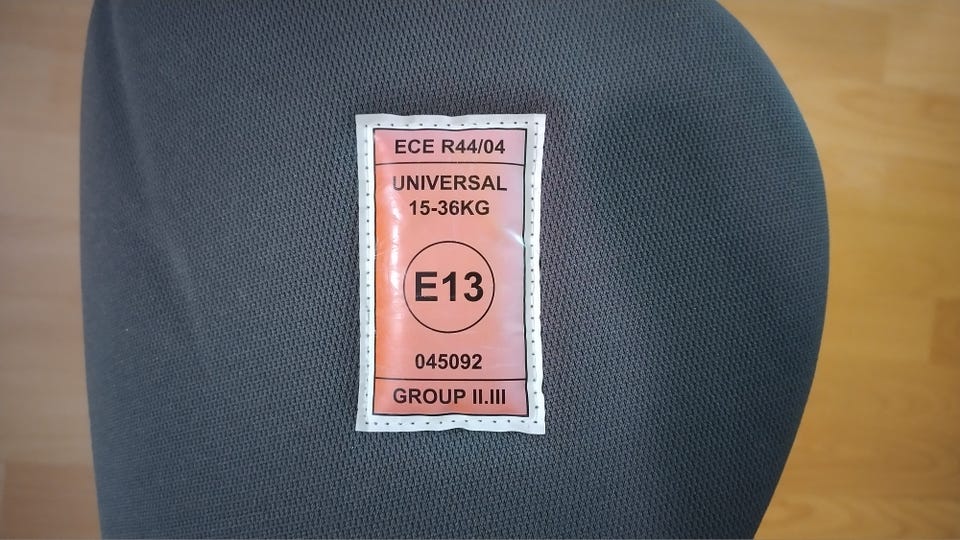 ECE R44/04
UNIVERSAL
15-36KG
E13
045092
GROUP II.III